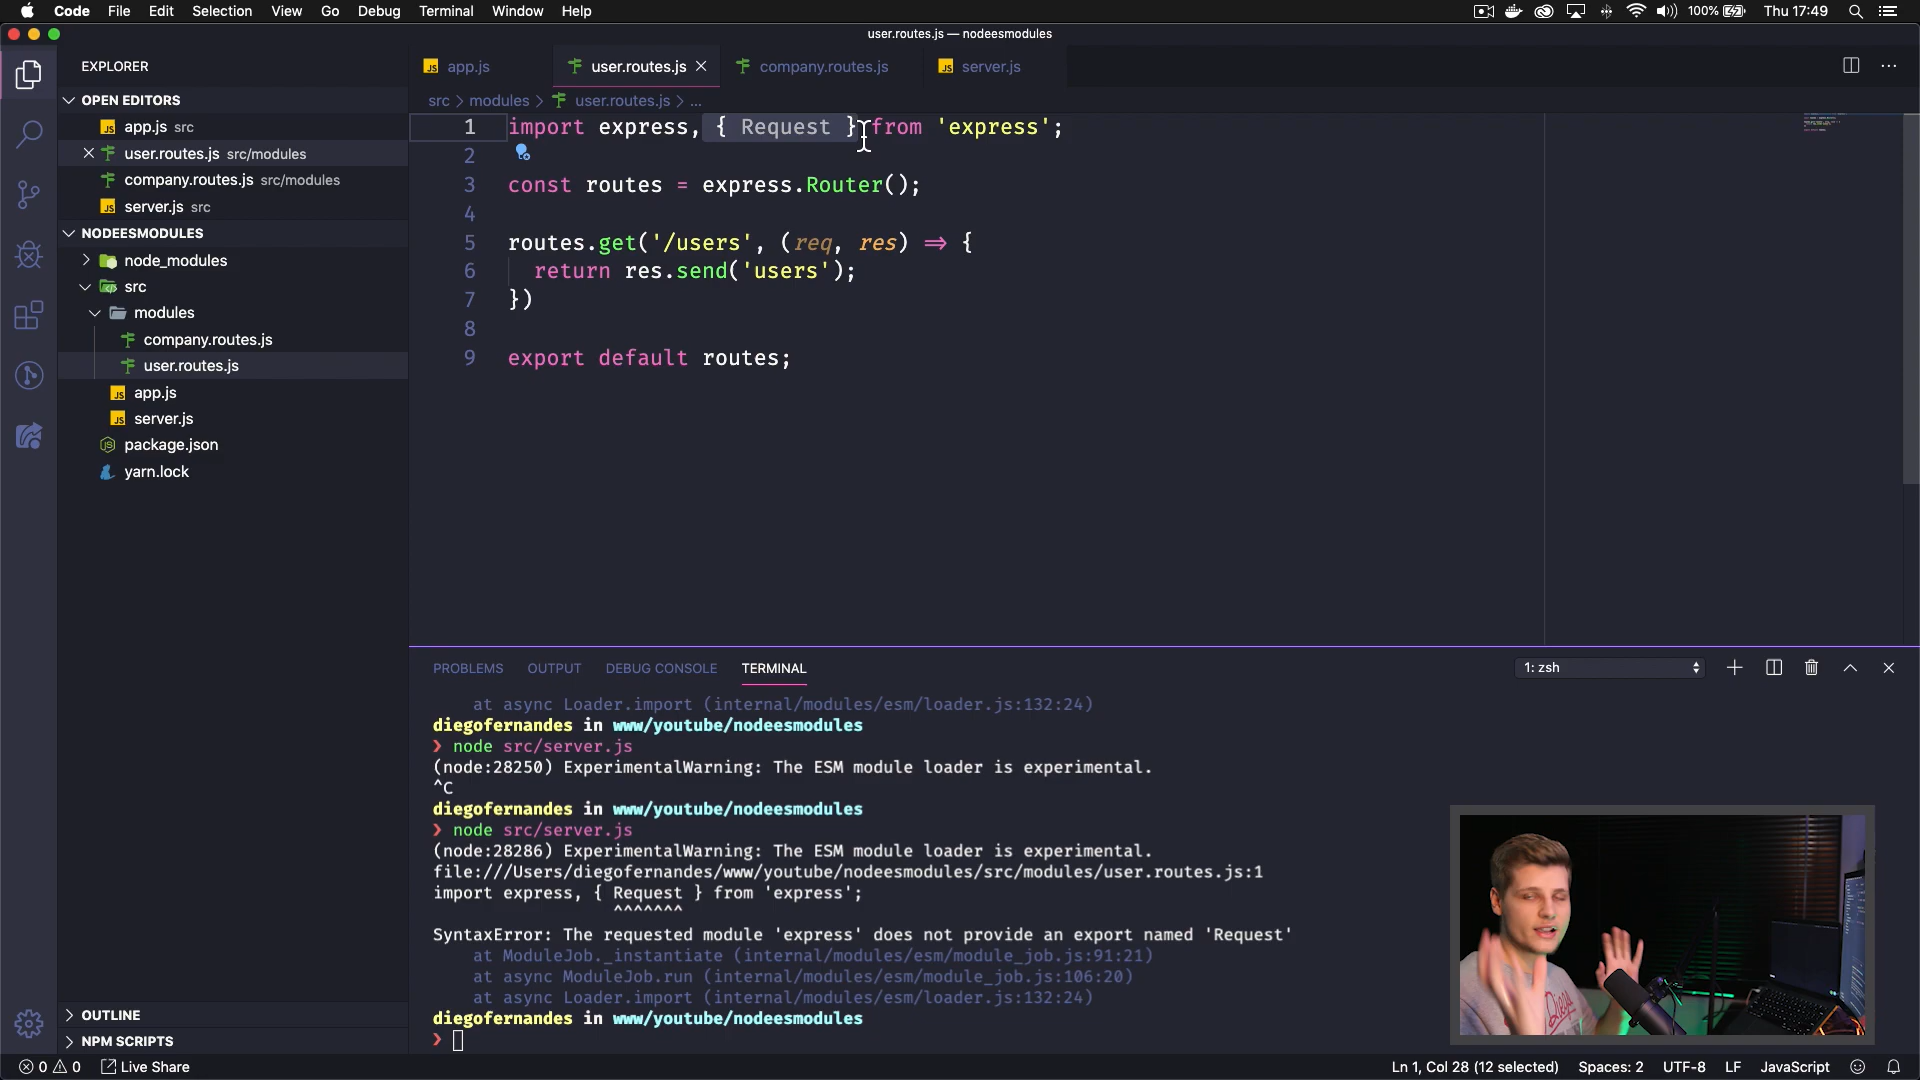 Code File Edit Selection View Go Debug Terminal Window Help 100% Thu 17:49
user.routes.js — nodeesmodules
EXPLORER
OPEN EDITORS
app.js src
user.routes.js src/modules
company.routes.js src/modules
server.js src
NODEESMODULES
node_modules
src
modules
company.routes.js
user.routes.js
app.js
server.js
package.json
yarn.lock
OUTLINE
NPM SCRIPTS
app.js user.routes.js company.routes.js server.js
src > modules > user.routes.js > ...
1 import express, { Request } from 'express';
2
3 const routes = express.Router();
4
5 routes.get('/users', (req, res) => {
6 return res.send('users');
7 })
8
9 export default routes;
PROBLEMS OUTPUT DEBUG CONSOLE TERMINAL 1: zsh
at async Loader.import (internal/modules/esm/loader.js:132:24)
diegofernandes in www/youtube/nodeesmodules
❯ node src/server.js
(node:28250) ExperimentalWarning: The ESM module loader is experimental.
^C
diegofernandes in www/youtube/nodeesmodules
❯ node src/server.js
(node:28286) ExperimentalWarning: The ESM module loader is experimental.
file:///Users/diegofernandes/www/youtube/nodeesmodules/src/modules/user.routes.js:1
import express, { Request } from 'express';
^^^^^^^
SyntaxError: The requested module 'express' does not provide an export named 'Request'
at ModuleJob._instantiate (internal/modules/esm/module_job.js:91:21)
at async ModuleJob.run (internal/modules/esm/module_job.js:106:20)
at async Loader.import (internal/modules/esm/loader.js:132:24)
diegofernandes in www/youtube/nodeesmodules
❯
0 0 Live Share Ln 1, Col 28 (12 selected) Spaces: 2 UTF-8 LF JavaScript